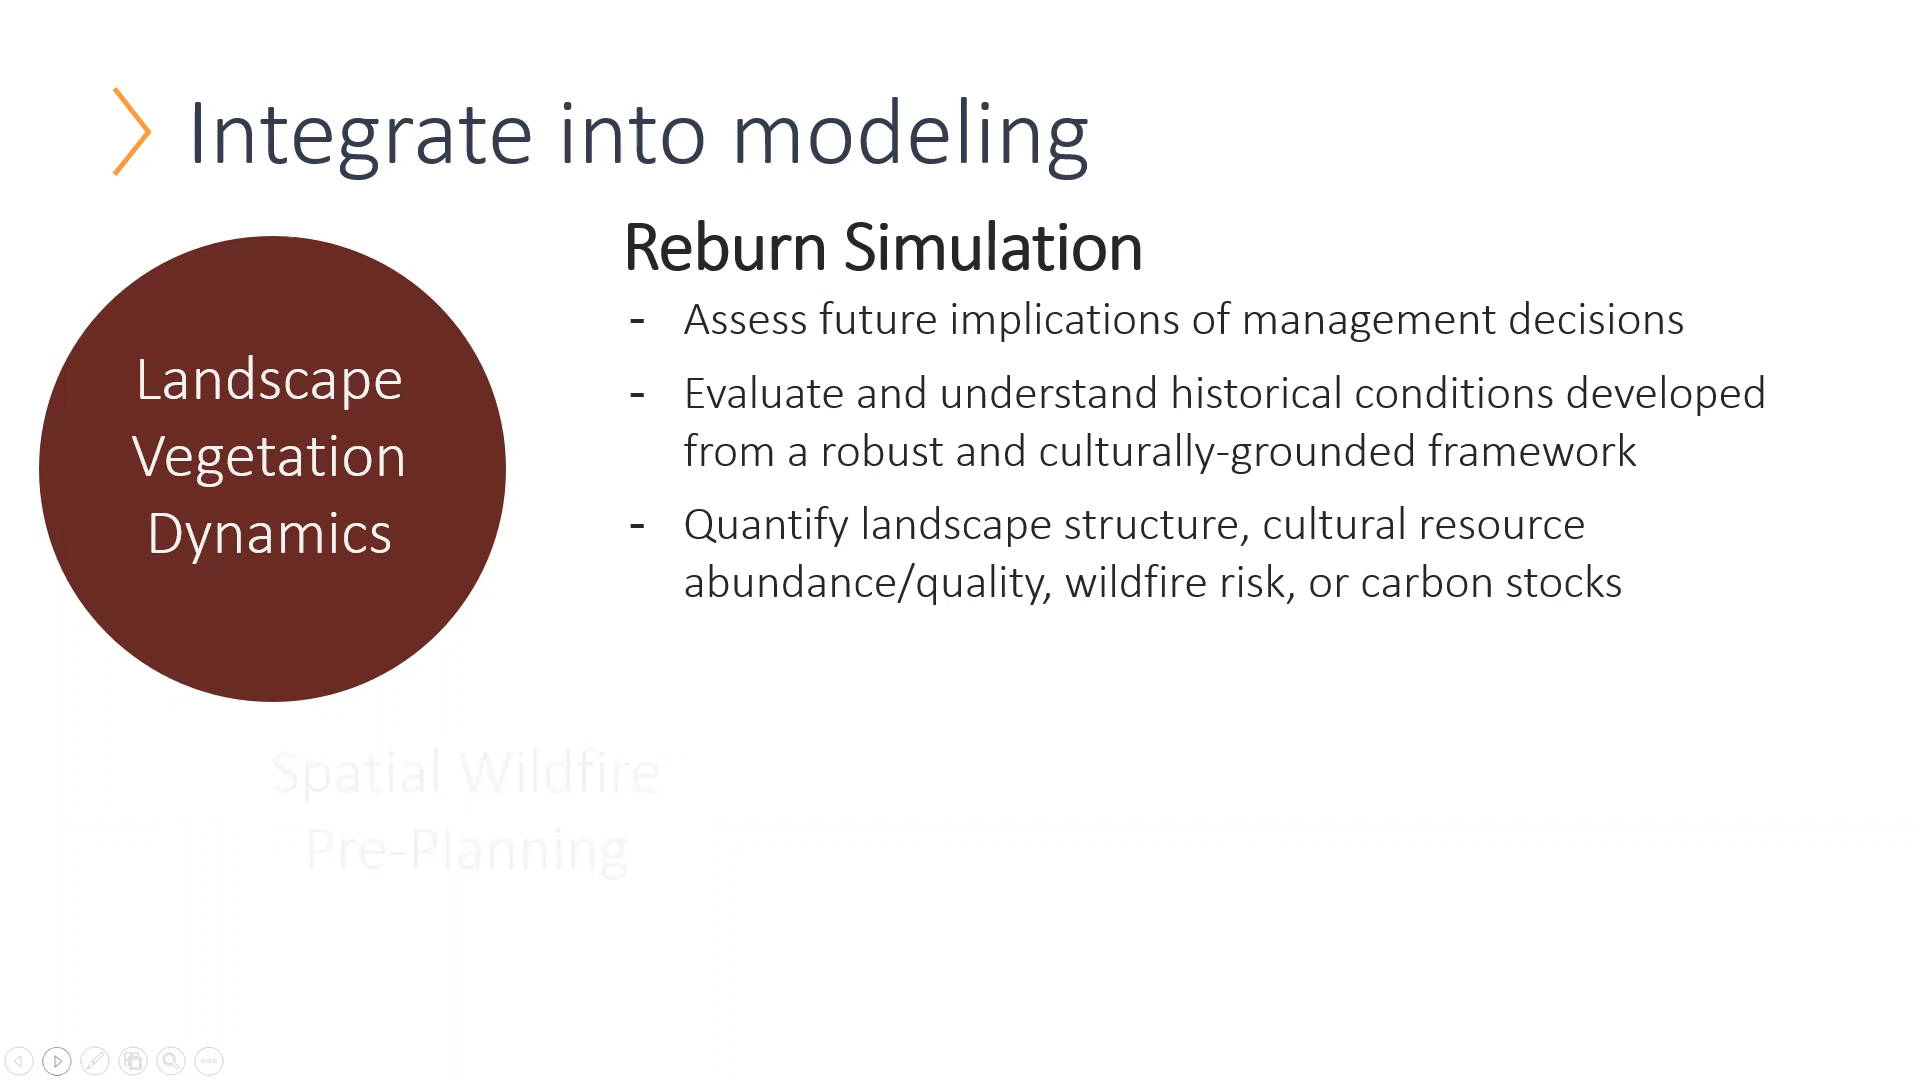 Integrate into modeling
Reburn Simulation
- Assess future implications of management decisions
- Evaluate and understand historical conditions developed
from a robust and culturally-grounded framework
- Quantify landscape structure, cultural resource
abundance/quality, wildfire risk, or carbon stocks
Landscape
Vegetation
Dynamics
Spatial Wildfire
Pre-Planning